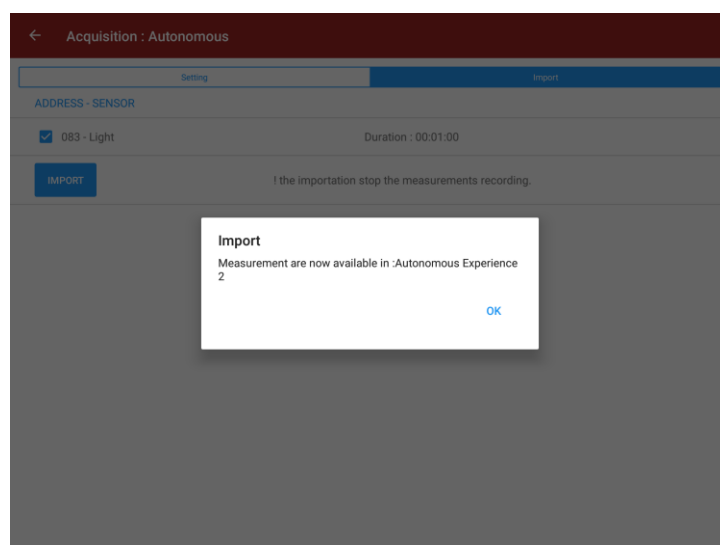 Acquisition : Autonomous
Setting
Import
ADDRESS - SENSOR
083 - Light
Duration : 00:01:00
IMPORT
! the importation stop the measurements recording.
Import
Measurement are now available in :Autonomous Experience
2
OK